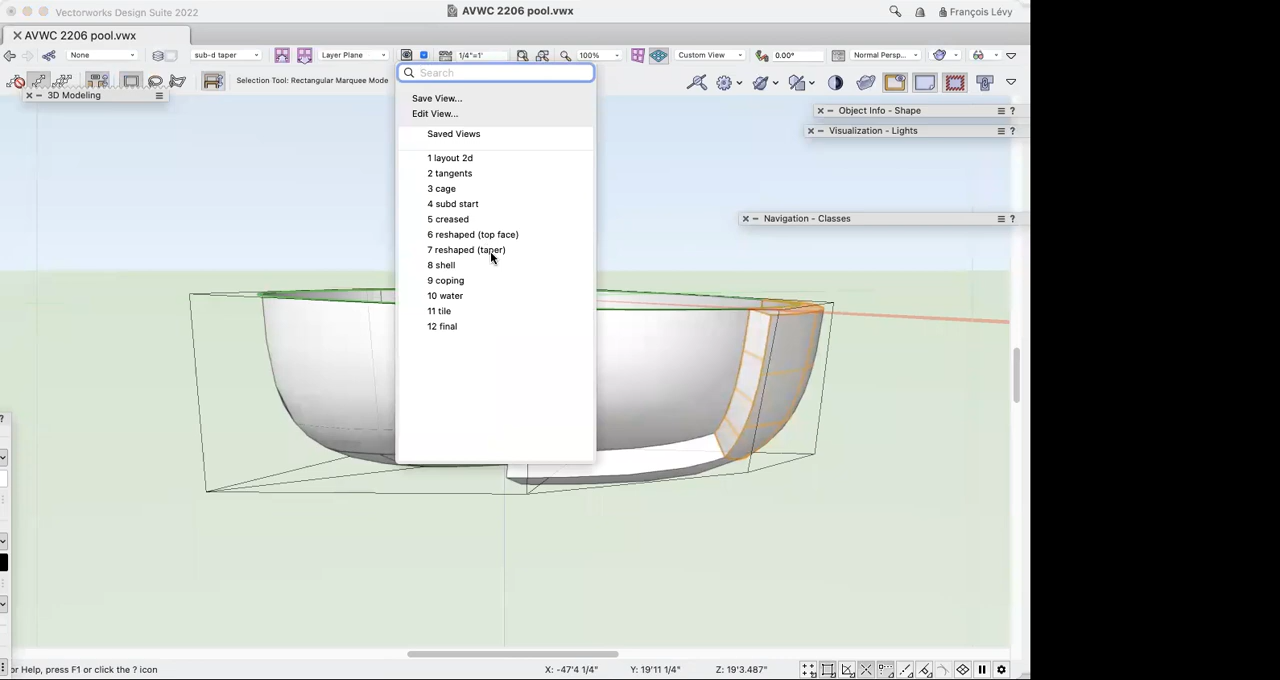 Vectorworks Design Suite 2022
AVWC 2206 pool.vwx
François Lévy
AVWC 2206 pool.vwx
None
sub-d taper
Layer Plane
1/4"=1'
100%
Custom View
0.00°
Normal Persp...
Selection Tool: Rectangular Marquee Mode
Search
3D Modeling
Save View...
Edit View...
Saved Views
1 layout 2d
2 tangents
3 cage
4 subd start
5 creased
6 reshaped (top face)
7 reshaped (taper)
8 shell
9 coping
10 water
11 tile
12 final
Object Info - Shape
?
Visualization - Lights
?
Navigation - Classes
?
?
or Help, press F1 or click the ? icon
X: -47'4 1/4"
Y: 19'11 1/4"
Z: 19'3.487"